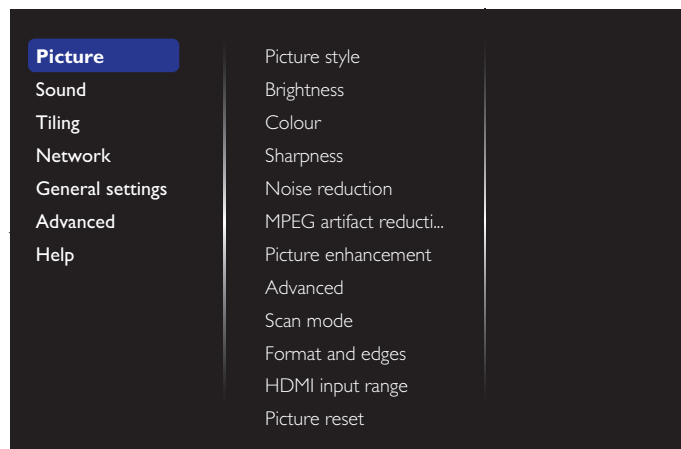 Picture
Sound
Tiling
Network
General settings
Advanced
Help
Picture style
Brightness
Colour
Sharpness
Noise reduction
MPEG artifact reducti...
Picture enhancement
Advanced
Scan mode
Format and edges
HDMI input range
Picture reset